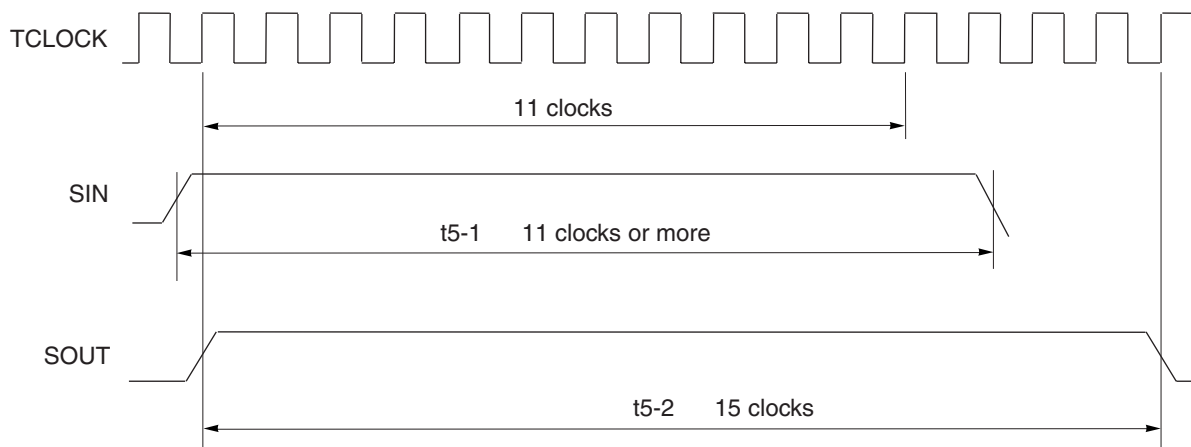 TCLOCK
11 clocks
SIN
t5-1 11 clocks or more
SOUT
t5-2 15 clocks